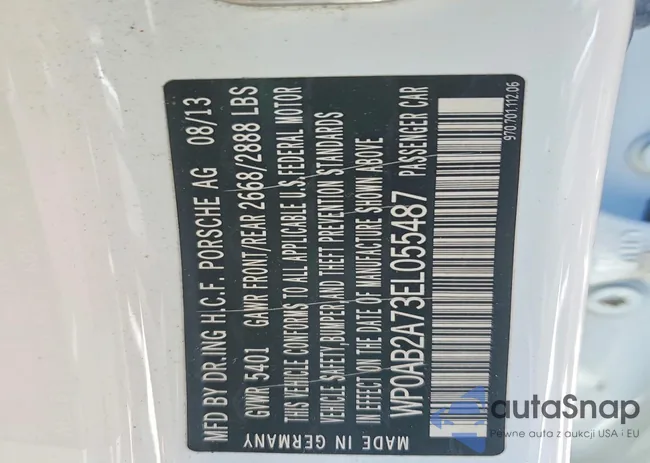 MFD BY DR.ING H.C.F. PORSCHE AG 08/13
GWVR 5401 GAWR FRONT/REAR 2668/2888 LBS
THIS VEHICLE CONFORMS TO ALL APPLICABLE U.S. FEDERAL MOTOR
VEHICLE SAFETY,BUMPER,AND THEFT PREVENTION STANDARDS
IN EFFECT ON THE DATE OF MANUFACTURE SHOWN ABOVE
WP0AB2A73EL055487 PASSENGER CAR
MADE IN GERMANY
970.701.112.06
autaSnap
Pewne auta z aukcji USA i EU